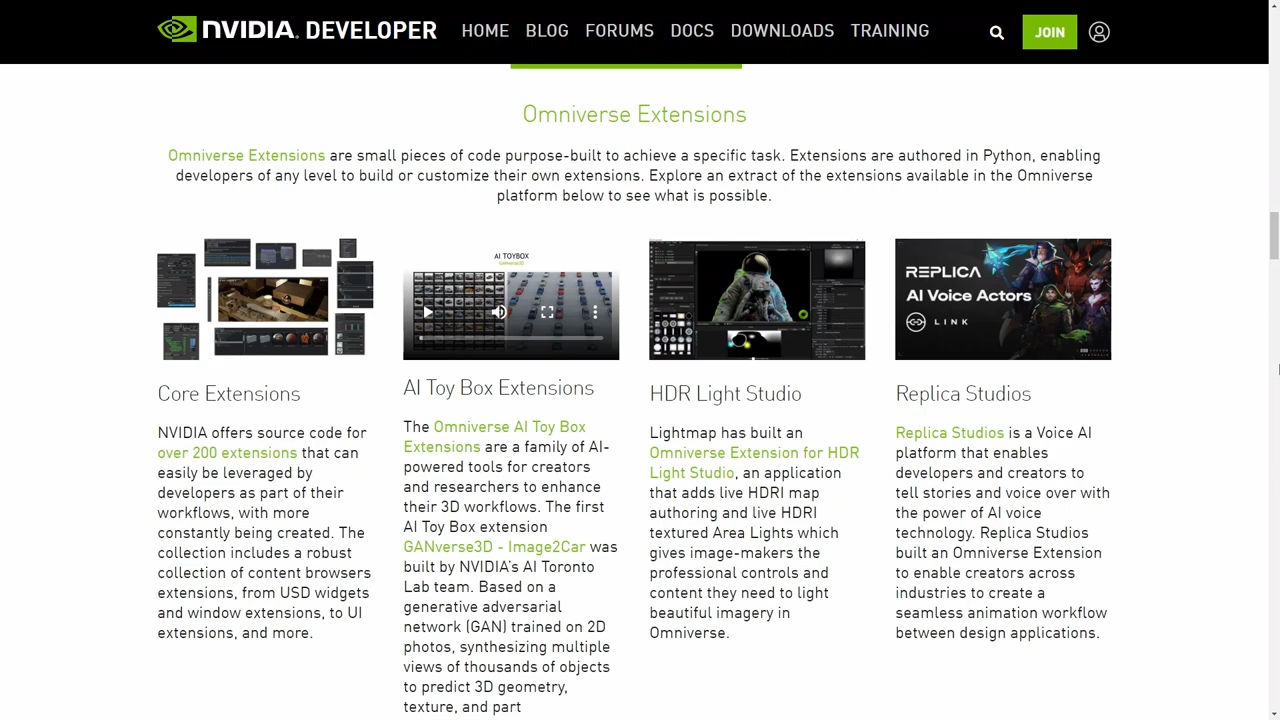 NVIDIA. DEVELOPER HOME BLOG FORUMS DOCS DOWNLOADS TRAINING JOIN
Omniverse Extensions
Omniverse Extensions are small pieces of code purpose-built to achieve a specific task. Extensions are authored in Python, enabling
developers of any level to build or customize their own extensions. Explore an extract of the extensions available in the Omniverse
platform below to see what is possible.
Core Extensions
NVIDIA offers source code for
over 200 extensions that can
easily be leveraged by
developers as part of their
workflows, with more
constantly being created. The
collection includes a robust
collection of content browsers
extensions, from USD widgets
and window extensions, to UI
extensions, and more.
AI TOYBOX
GANverse3D
AI Toy Box Extensions
The Omniverse AI Toy Box
Extensions are a family of AI-
powered tools for creators
and researchers to enhance
their 3D workflows. The first
AI Toy Box extension
GANverse3D - Image2Car was
built by NVIDIA’s AI Toronto
Lab team. Based on a
generative adversarial
network (GAN) trained on 2D
photos, synthesizing multiple
views of thousands of objects
to predict 3D geometry,
texture, and part
HDR Light Studio
Lightmap has built an
Omniverse Extension for HDR
Light Studio, an application
that adds live HDRI map
authoring and live HDRI
textured Area Lights which
gives image-makers the
professional controls and
content they need to light
beautiful imagery in
Omniverse.
REPLICA
AI Voice Actors
LINK
Replica Studios
Replica Studios is a Voice AI
platform that enables
developers and creators to
tell stories and voice over with
the power of AI voice
technology. Replica Studios
built an Omniverse Extension
to enable creators across
industries to create a
seamless animation workflow
between design applications.